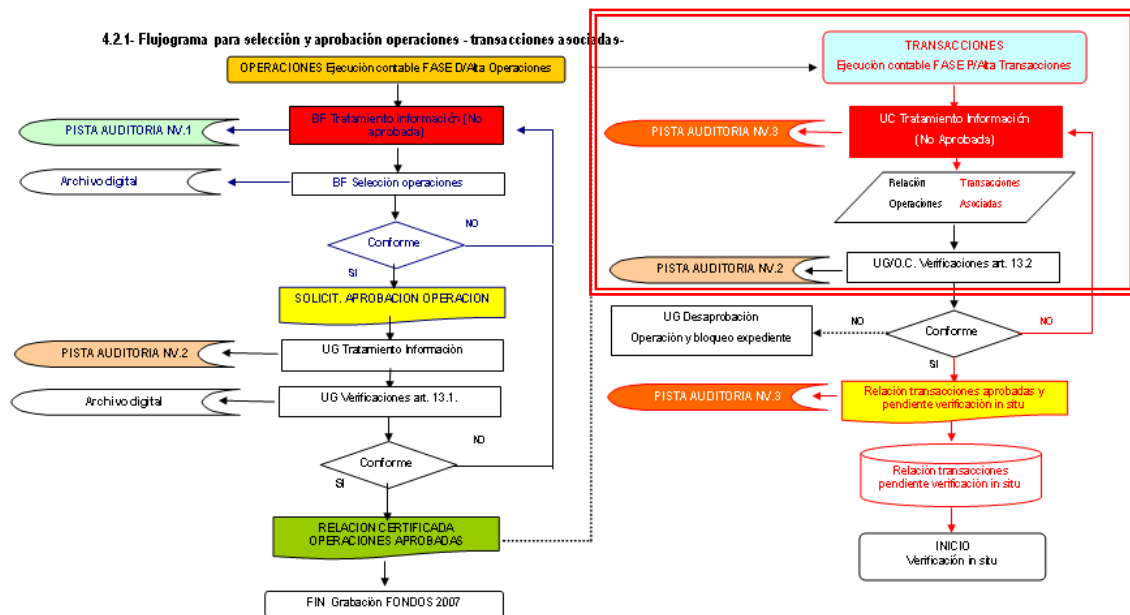 4.2.1- Flujograma para selección y aprobación operaciones - transacciones asociadas-
OPERACIONES Ejecución contable FASE D/Alta Operaciones
BF Tratamiento Información (No
aprobada)
PISTA AUDITORIA NV.1
Archivo digital
BF Selección operaciones
NO
Conforme
SI
SOLICIT. APROBACION OPERACIÓN
PISTA AUDITORIA NV.2
UG Tratamiento Información
Archivo digital
UG Verificaciones art. 13.1.
NO
Conforme
SI
RELACION CERTIFICADA
OPERACIONES APROBADAS
FIN Grabación FONDOS 2007
TRANSACCIONES
Ejecución contable FASE P/Alta Transacciones
PISTA AUDITORIA NV.3
UC Tratamiento Información
(No Aprobada)
Relación Transacciones
Operaciones Asociadas
PISTA AUDITORIA NV.2
UG/O.C. Verificaciones art. 13.2
UG Desaprobación
Operación y bloqueo expediente
NO
Conforme
NO
SI
PISTA AUDITORIA NV.3
Relación transacciones aprobadas y
pendiente verificación in situ
Relación transacciones
pendiente verificación in situ
INICIO
Verificación in situ